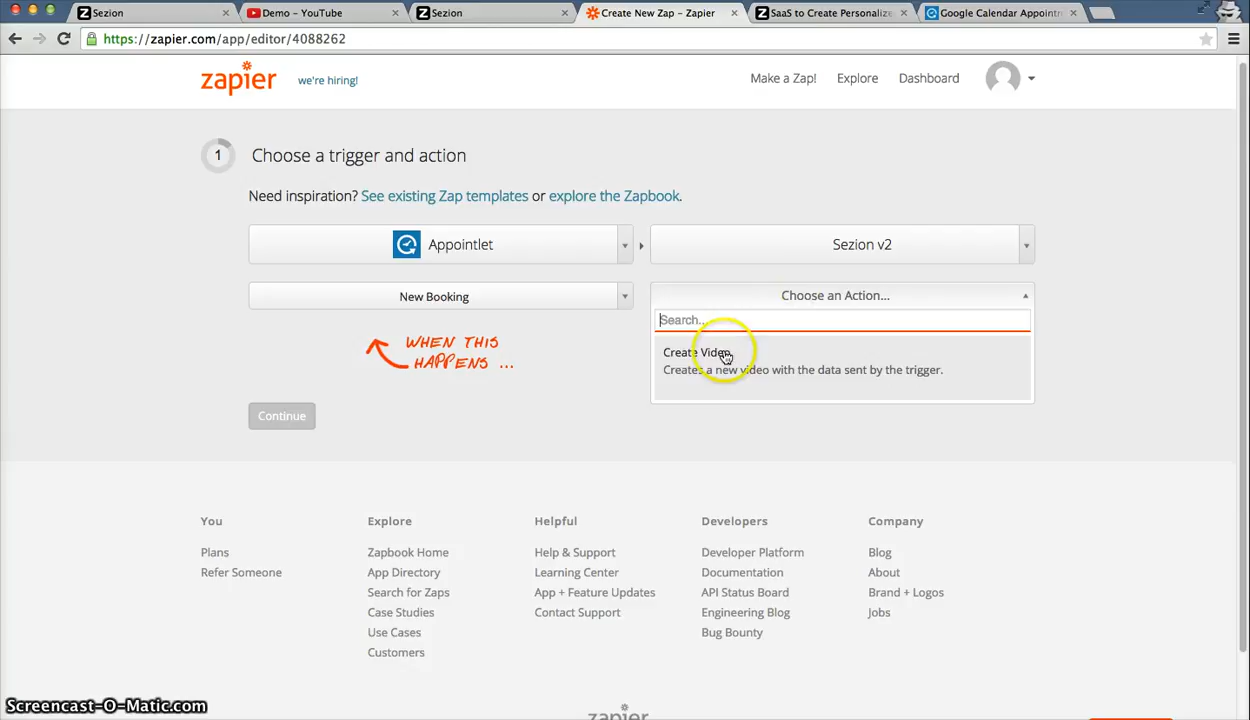 Sezion
Demo - YouTube
Sezion
Create New Zap - Zapier
SaaS to Create Personalize
Google Calendar Appointm
https://zapier.com/app/editor/4088262
zapier
we're hiring!
Make a Zap!
Explore
Dashboard
1
Choose a trigger and action
Need inspiration? See existing Zap templates or explore the Zapbook.
Appointlet
Sezion v2
New Booking
Choose an Action...
Search...
WHEN THIS
HAPPENS ...
Create Video
Creates a new video with the data sent by the trigger.
Continue
You
Explore
Helpful
Developers
Company
Plans
Zapbook Home
Help & Support
Developer Platform
Blog
Refer Someone
App Directory
Learning Center
Documentation
About
Search for Zaps
App + Feature Updates
API Status Board
Brand + Logos
Case Studies
Contact Support
Engineering Blog
Jobs
Use Cases
Bug Bounty
Customers
Screencast-O-Matic.com
zapier